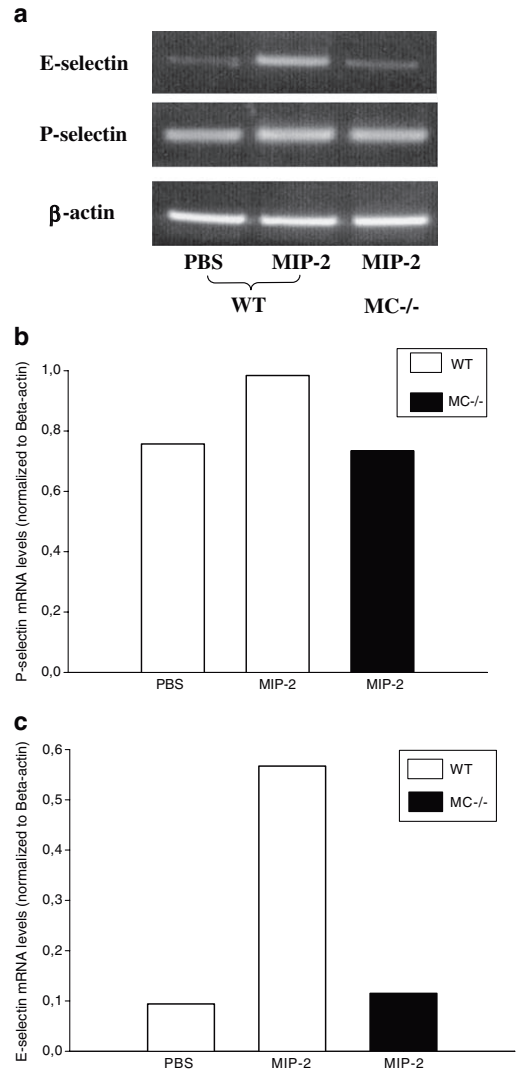 a
E-selectin
P-selectin
β-actin
PBS MIP-2 MIP-2
WT MC-/-
b
P-selectin mRNA levels (normalized to Beta-actin)
1,0
0,8
0,6
0,4
0,2
0,0
WT
MC-/-
PBS MIP-2 MIP-2
c
E-selectin mRNA levels (normalized to Beta-actin)
0,6
0,5
0,4
0,3
0,2
0,1
0,0
WT
MC-/-
PBS MIP-2 MIP-2